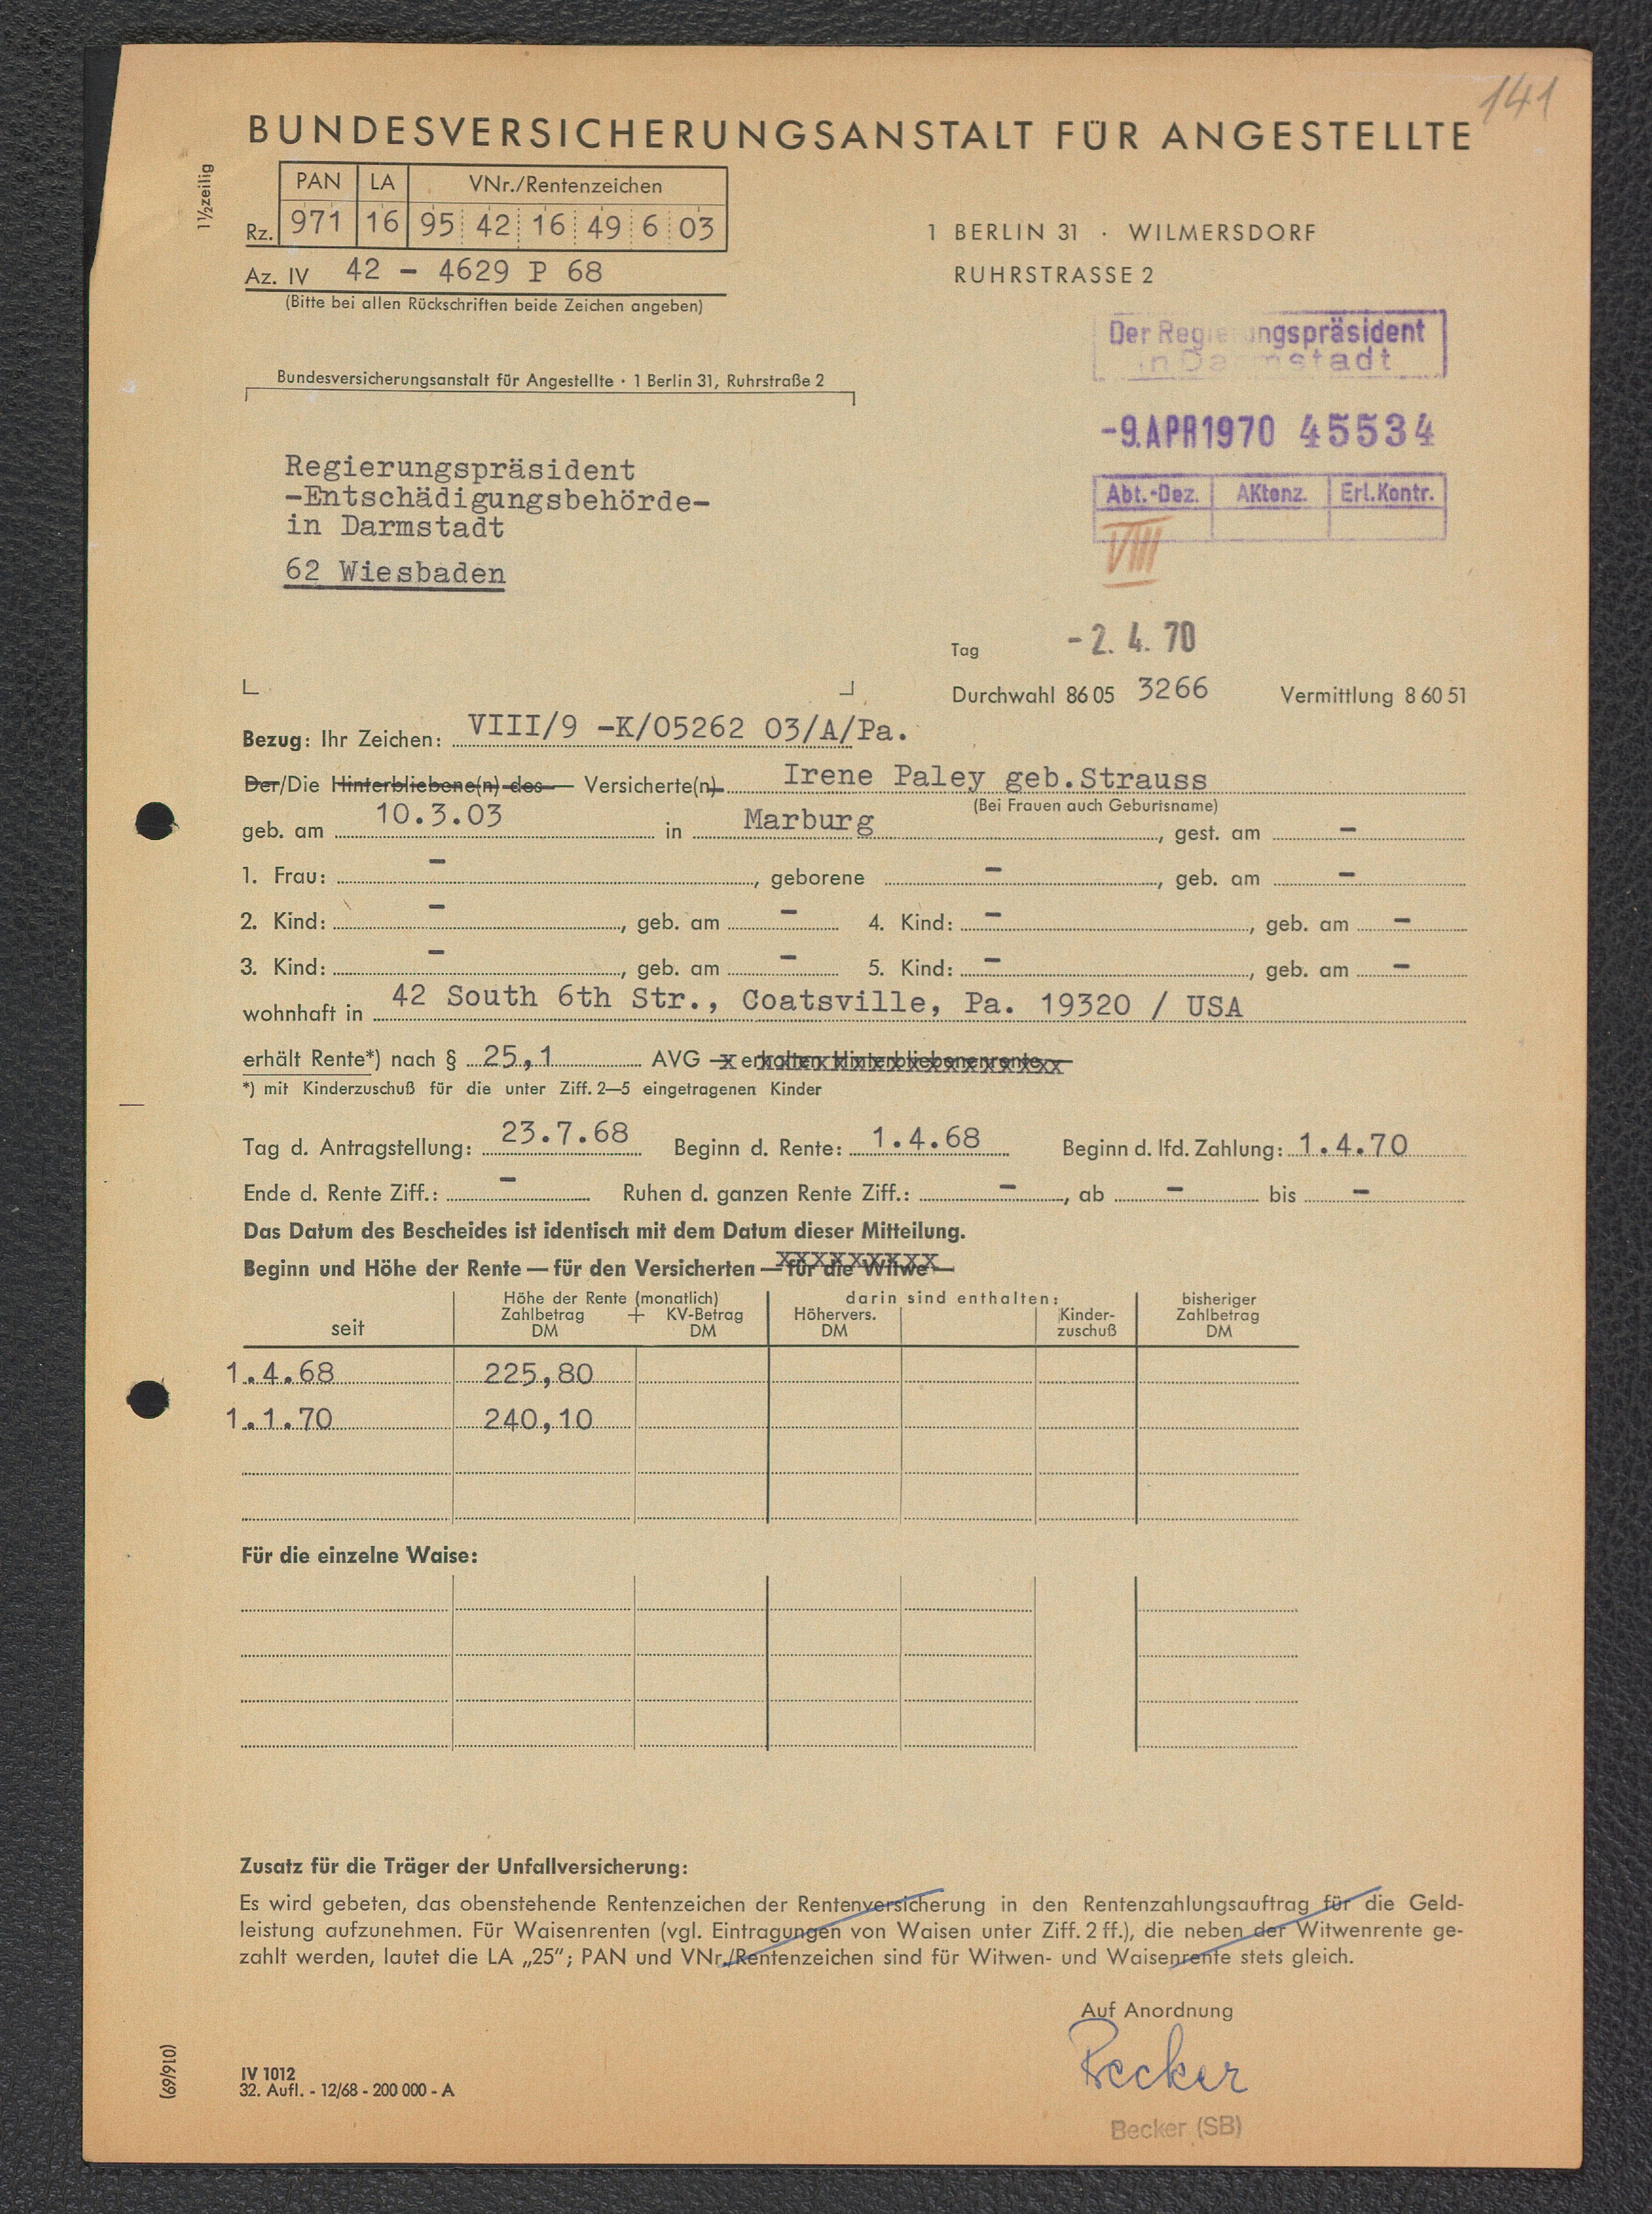 141
BUNDESVERSICHERUNGSANSTALT FÜR ANGESTELLTE
1½zeilig
PAN LA VNr./Rentenzeichen
Rz. 971 16 95 42 16 49 6 03
Az. IV 42 - 4629 P 68
(Bitte bei allen Rückschriften beide Zeichen angeben)
1 BERLIN 31 · WILMERSDORF
RUHRSTRASSE 2
Der Regierungspräsident
in Darmstadt
-9.APR1970 45534
Abt.-Dez. AKtenz. Erl.Kontr.
VIII
Bundesversicherungsanstalt für Angestellte · 1 Berlin 31, Ruhrstraße 2
Regierungspräsident
-Entschädigungsbehörde-
in Darmstadt
62 Wiesbaden
Tag -2. 4. 70
Durchwahl 86 05 3266 Vermittlung 8 60 51
Bezug: Ihr Zeichen: VIII/9 -K/05262 03/A/Pa.
Der/Die Hinterbliebene(n) des Versicherte(n) Irene Paley geb.Strauss
(Bei Frauen auch Geburtsname)
geb. am 10.3.03 in Marburg, gest. am -
1. Frau: -, geborene -, geb. am -
2. Kind: -, geb. am - 4. Kind: -, geb. am -
3. Kind: -, geb. am - 5. Kind: -, geb. am -
wohnhaft in 42 South 6th Str., Coatsville, Pa. 19320 / USA
erhält Rente*) nach § 25,1 AVG x erhalten Hinterbliebenenrente
*) mit Kinderzuschuß für die unter Ziff. 2—5 eingetragenen Kinder
Tag d. Antragstellung: 23.7.68 Beginn d. Rente: 1.4.68 Beginn d. lfd. Zahlung: 1.4.70
Ende d. Rente Ziff.: - Ruhen d. ganzen Rente Ziff.: -, ab - bis -
Das Datum des Bescheides ist identisch mit dem Datum dieser Mitteilung.
Beginn und Höhe der Rente — für den Versicherten — für die Witwe —
seit Höhe der Rente (monatlich) Zahlbetrag DM + KV-Betrag DM darin sind enthalten: Höhervers. DM Kinder-zuschuß bisheriger Zahlbetrag DM
1.4.68 225,80
1.1.70 240,10
Für die einzelne Waise:
Zusatz für die Träger der Unfallversicherung:
Es wird gebeten, das obenstehende Rentenzeichen der Rentenversicherung in den Rentenzahlungsauftrag für die Geld-
leistung aufzunehmen. Für Waisenrenten (vgl. Eintragungen von Waisen unter Ziff. 2 ff.), die neben der Witwenrente ge-
zahlt werden, lautet die LA „25"; PAN und VNr./Rentenzeichen sind für Witwen- und Waisenrente stets gleich.
Auf Anordnung
Becker
Becker (SB)
(016/69)
IV 1012
32. Aufl. - 12/68 - 200 000 - A